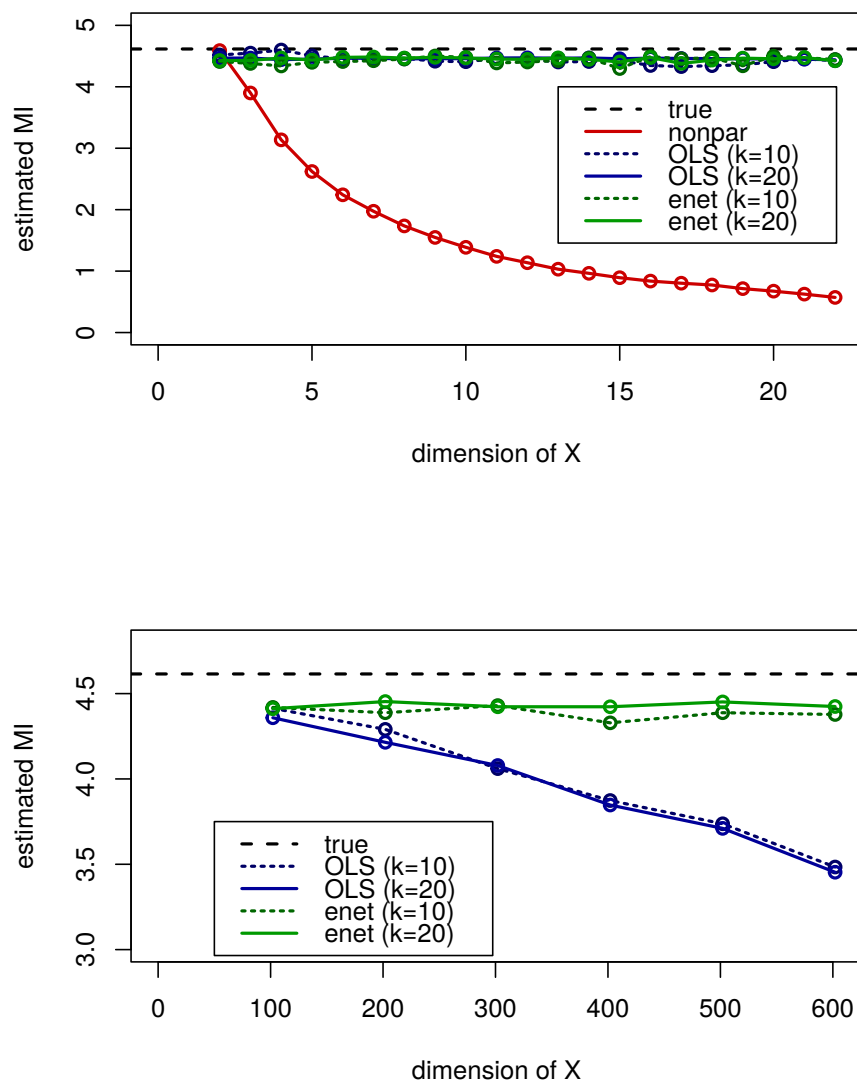 estimated MI
5
4
3
2
1
0
true
nonpar
OLS (k=10)
OLS (k=20)
enet (k=10)
enet (k=20)
0 5 10 15 20
dimension of X
estimated MI
4.5
4.0
3.5
3.0
true
OLS (k=10)
OLS (k=20)
enet (k=10)
enet (k=20)
0 100 200 300 400 500 600
dimension of X